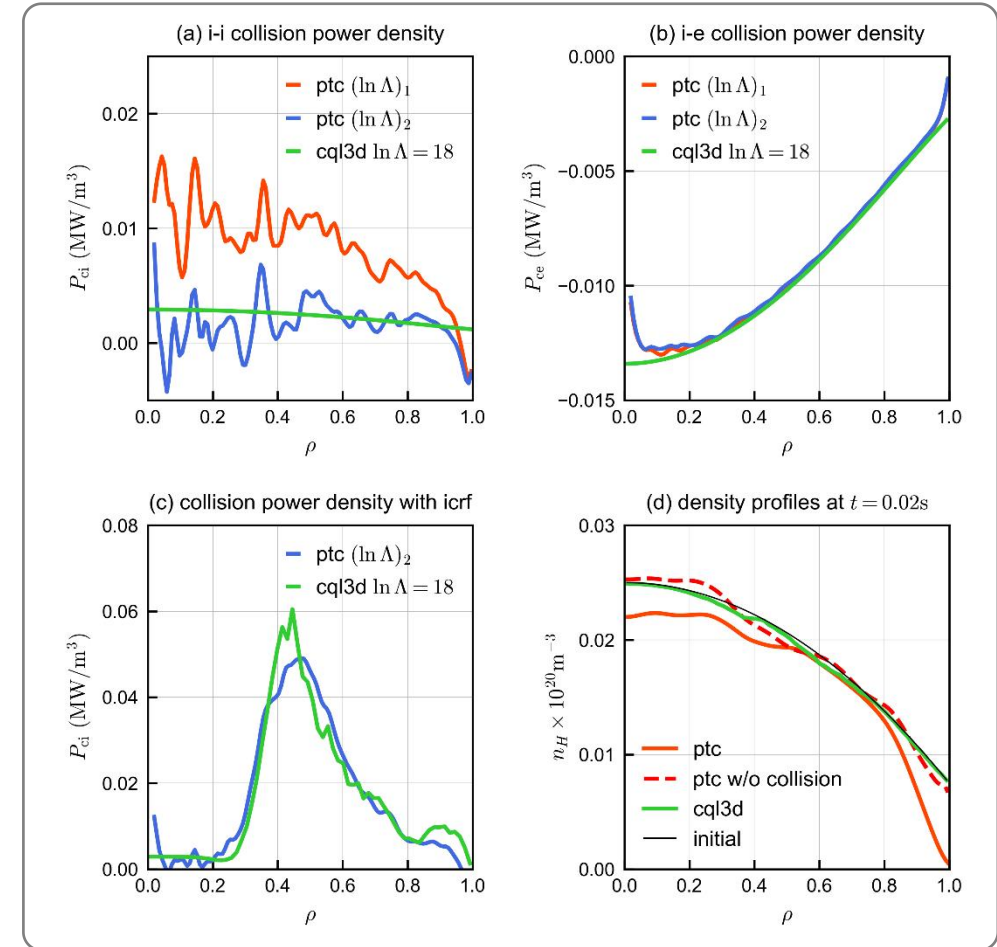 (a) i-i collision power density
ptc (ln Λ)₁
ptc (ln Λ)₂
cql3d ln Λ = 18
0.02
0.01
0.00
P_ci (MW/m³)
0.0 0.2 0.4 0.6 0.8 1.0
ρ
(b) i-e collision power density
ptc (ln Λ)₁
ptc (ln Λ)₂
cql3d ln Λ = 18
0.000
−0.005
−0.010
−0.015
P_ce (MW/m³)
0.0 0.2 0.4 0.6 0.8 1.0
ρ
(c) collision power density with icrf
ptc (ln Λ)₂
cql3d ln Λ = 18
0.08
0.06
0.04
0.02
0.00
P_ci (MW/m³)
0.0 0.2 0.4 0.6 0.8 1.0
ρ
(d) density profiles at t = 0.02s
0.03
0.02
0.01
0.00
n_H × 10²⁰m⁻³
ptc
ptc w/o collision
cql3d
initial
0.0 0.2 0.4 0.6 0.8 1.0
ρ